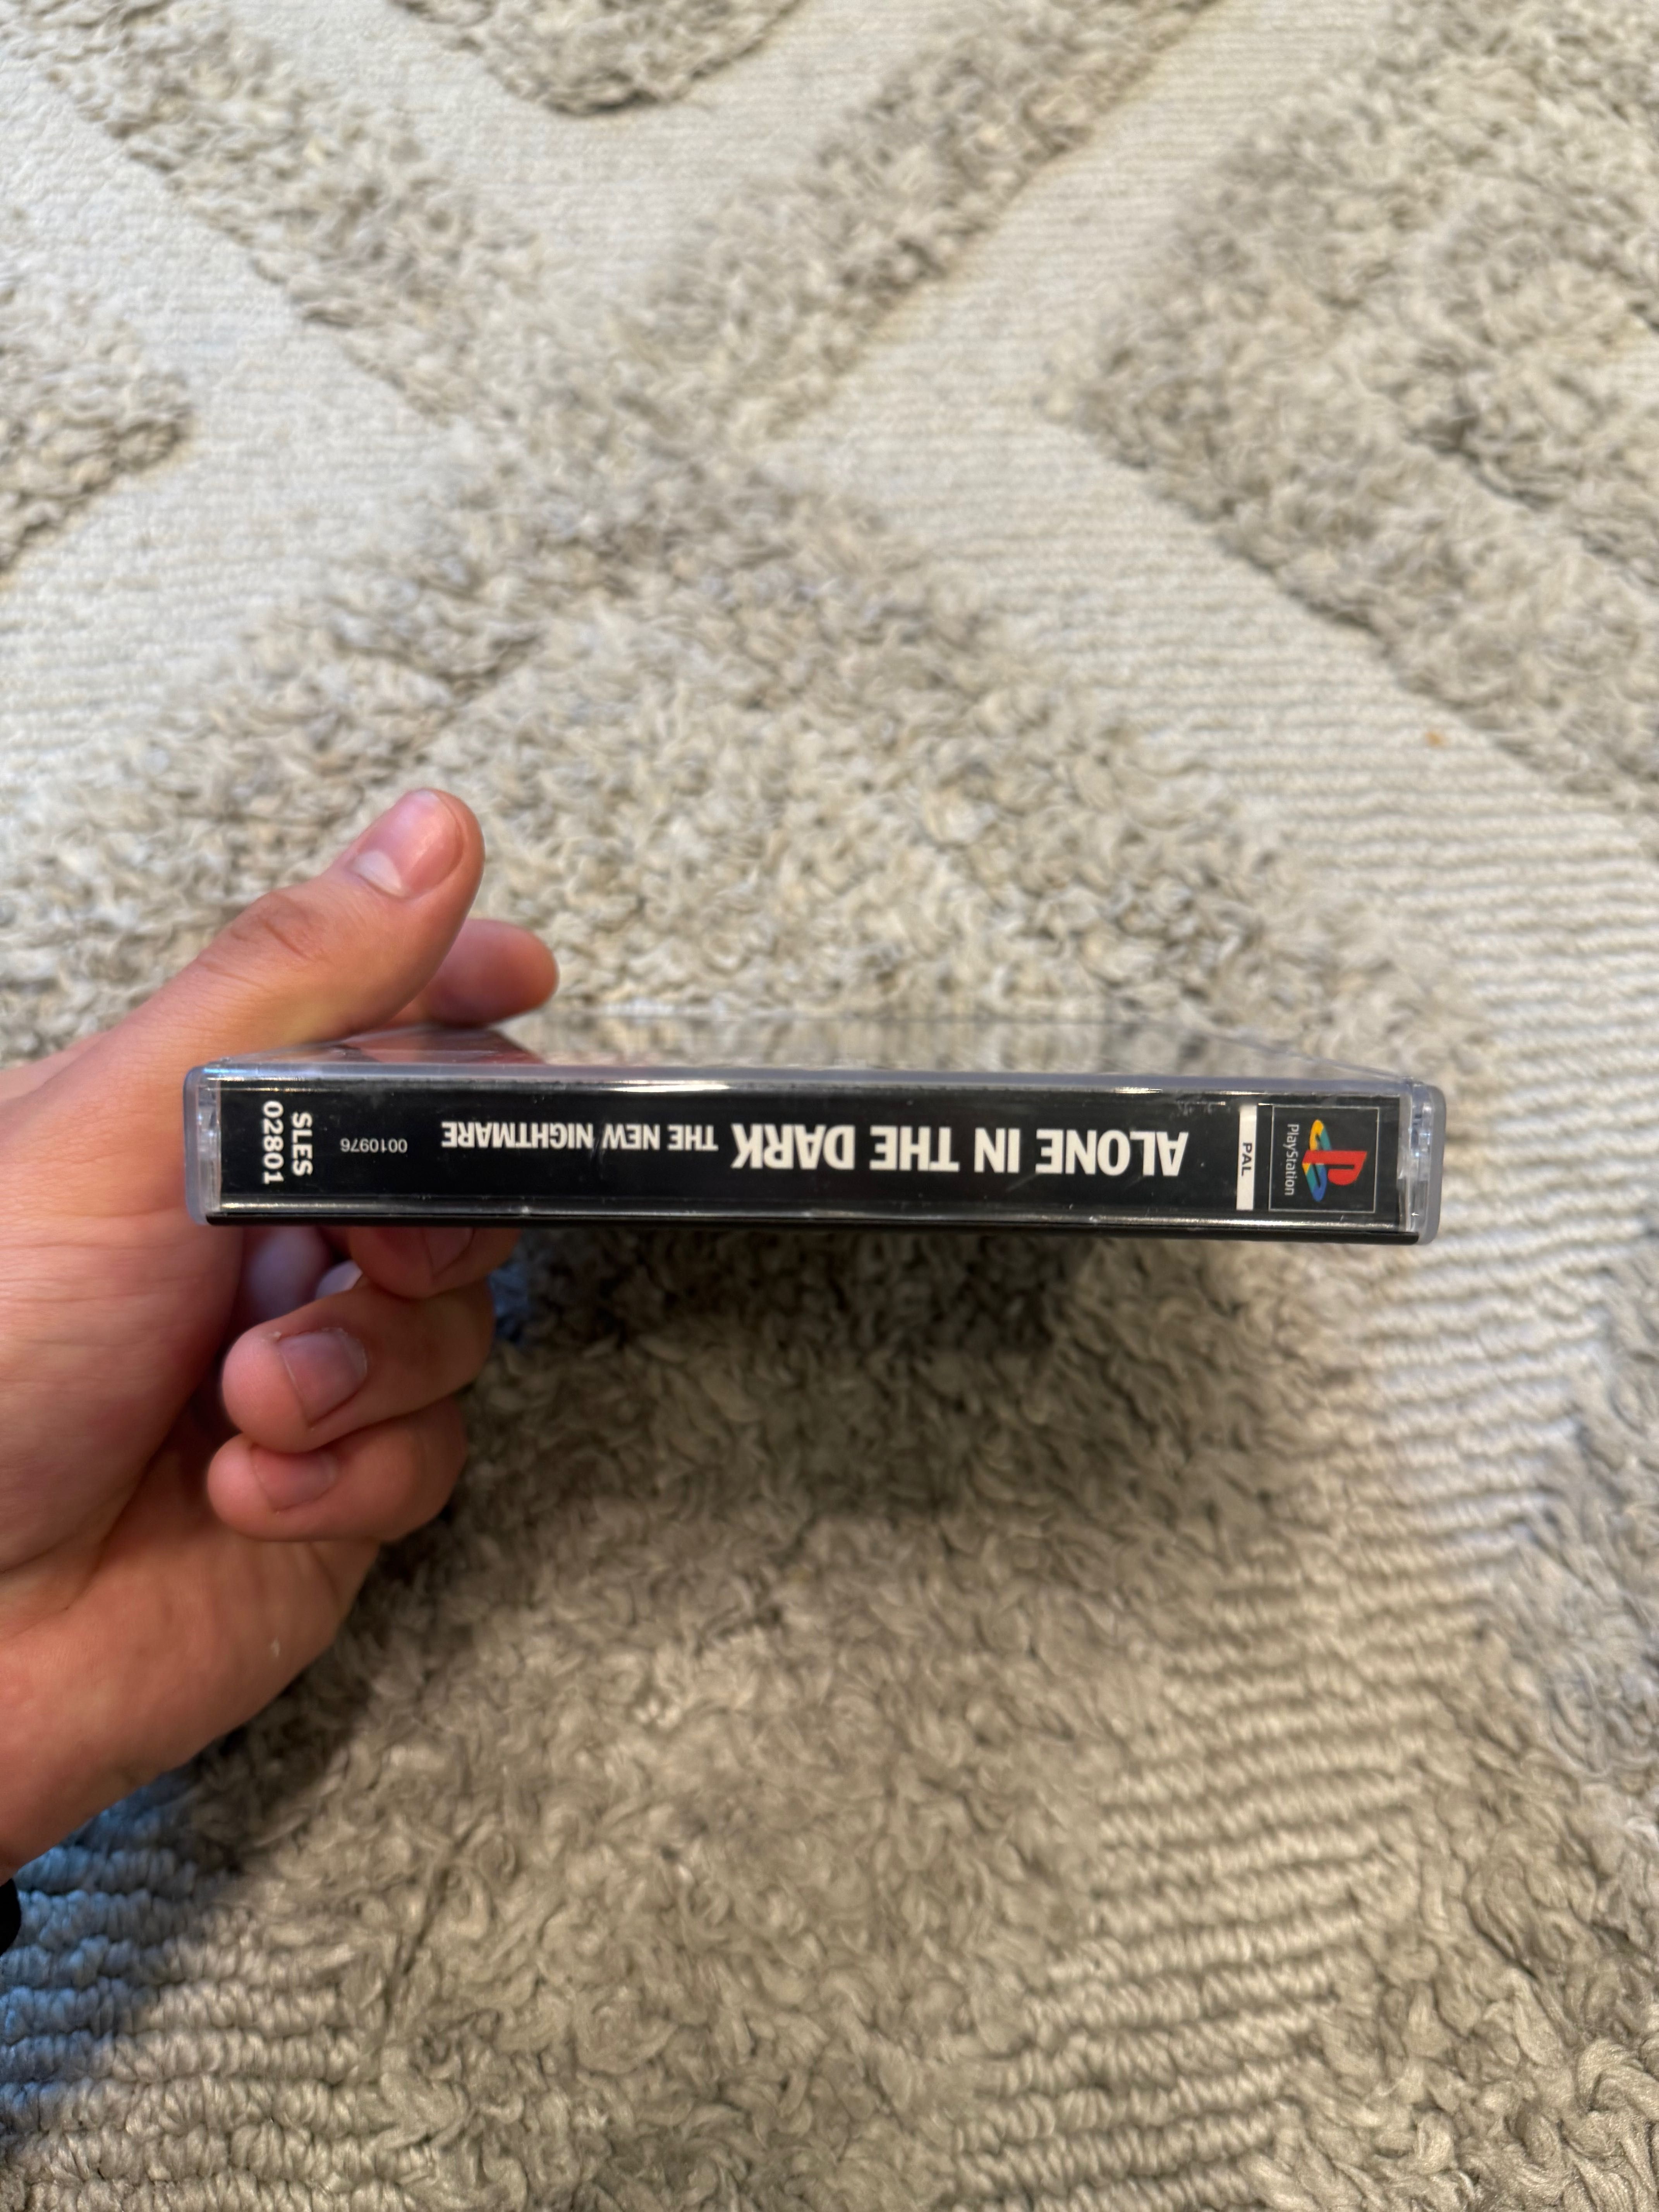 PlayStation
PAL
ALONE IN THE DARK THE NEW NIGHTMARE
0010976
SLES
02801